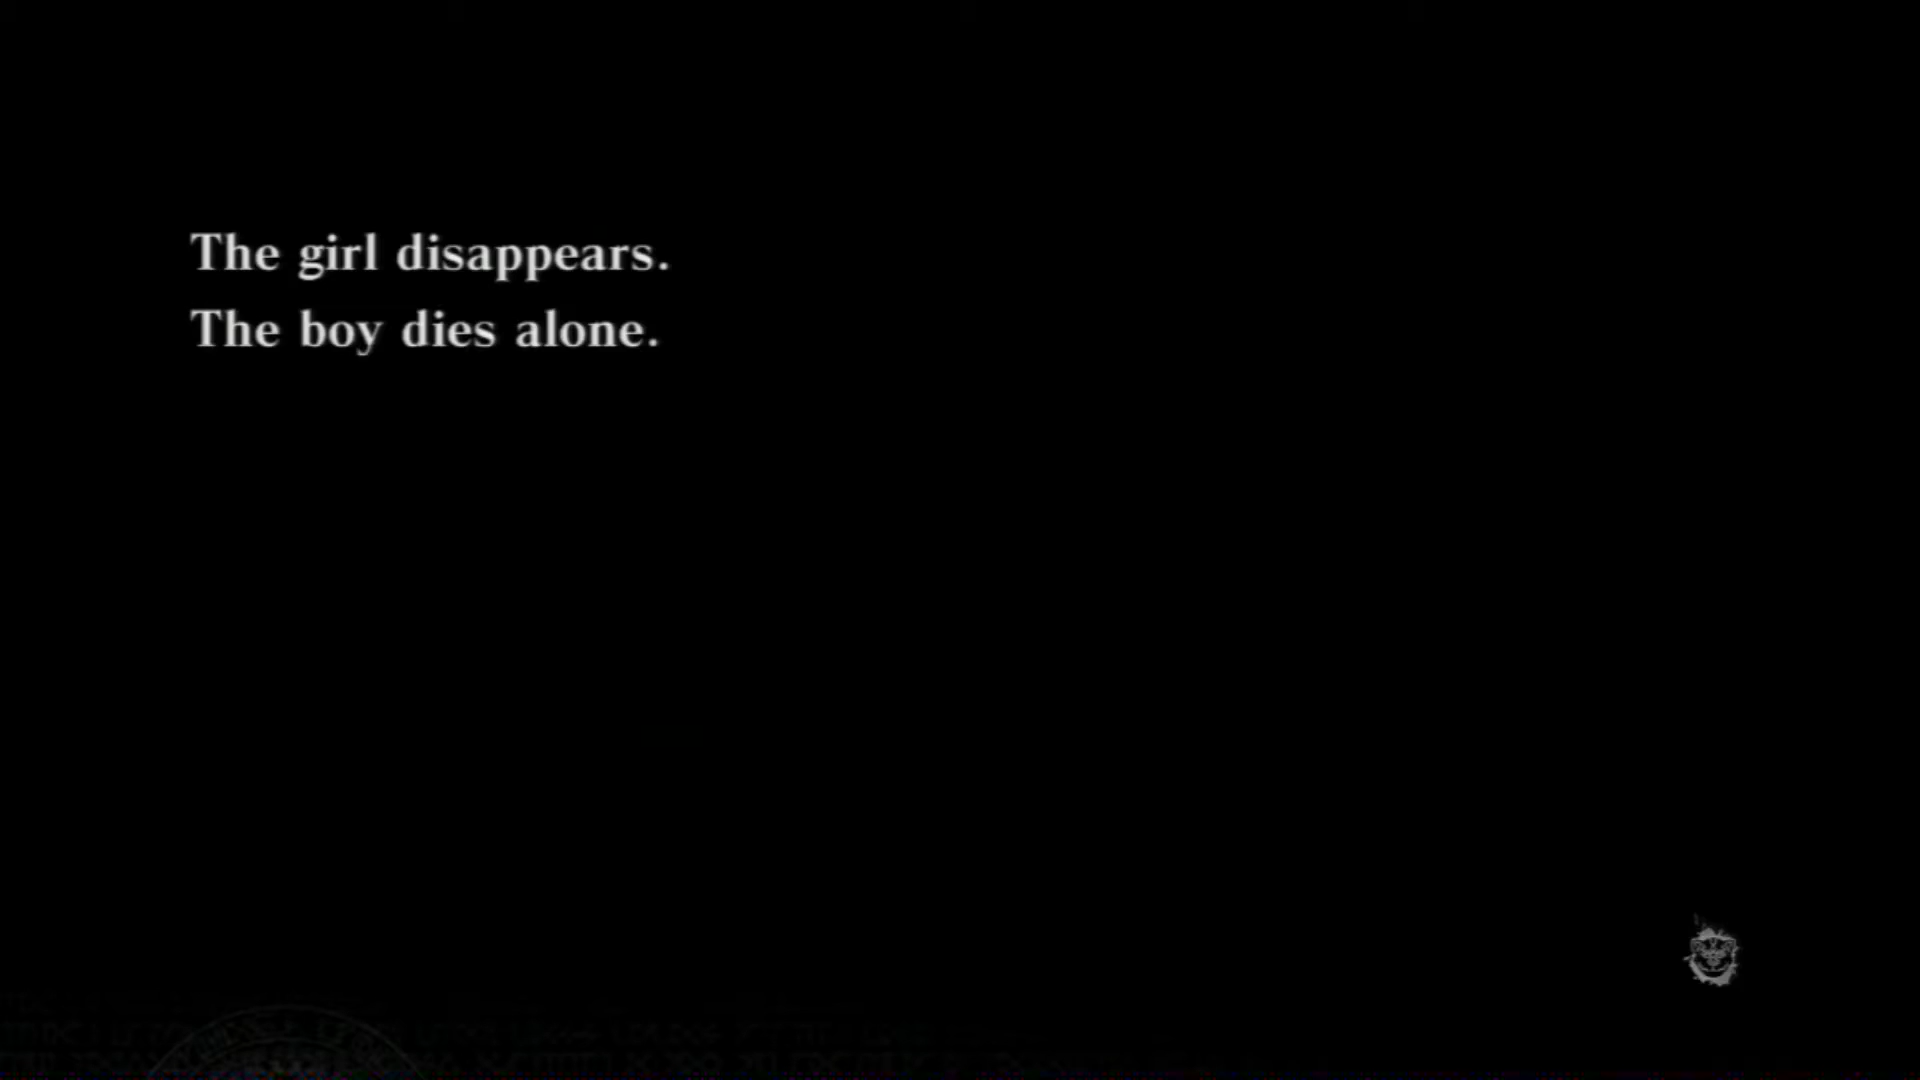 The girl disappears.
The boy dies alone.